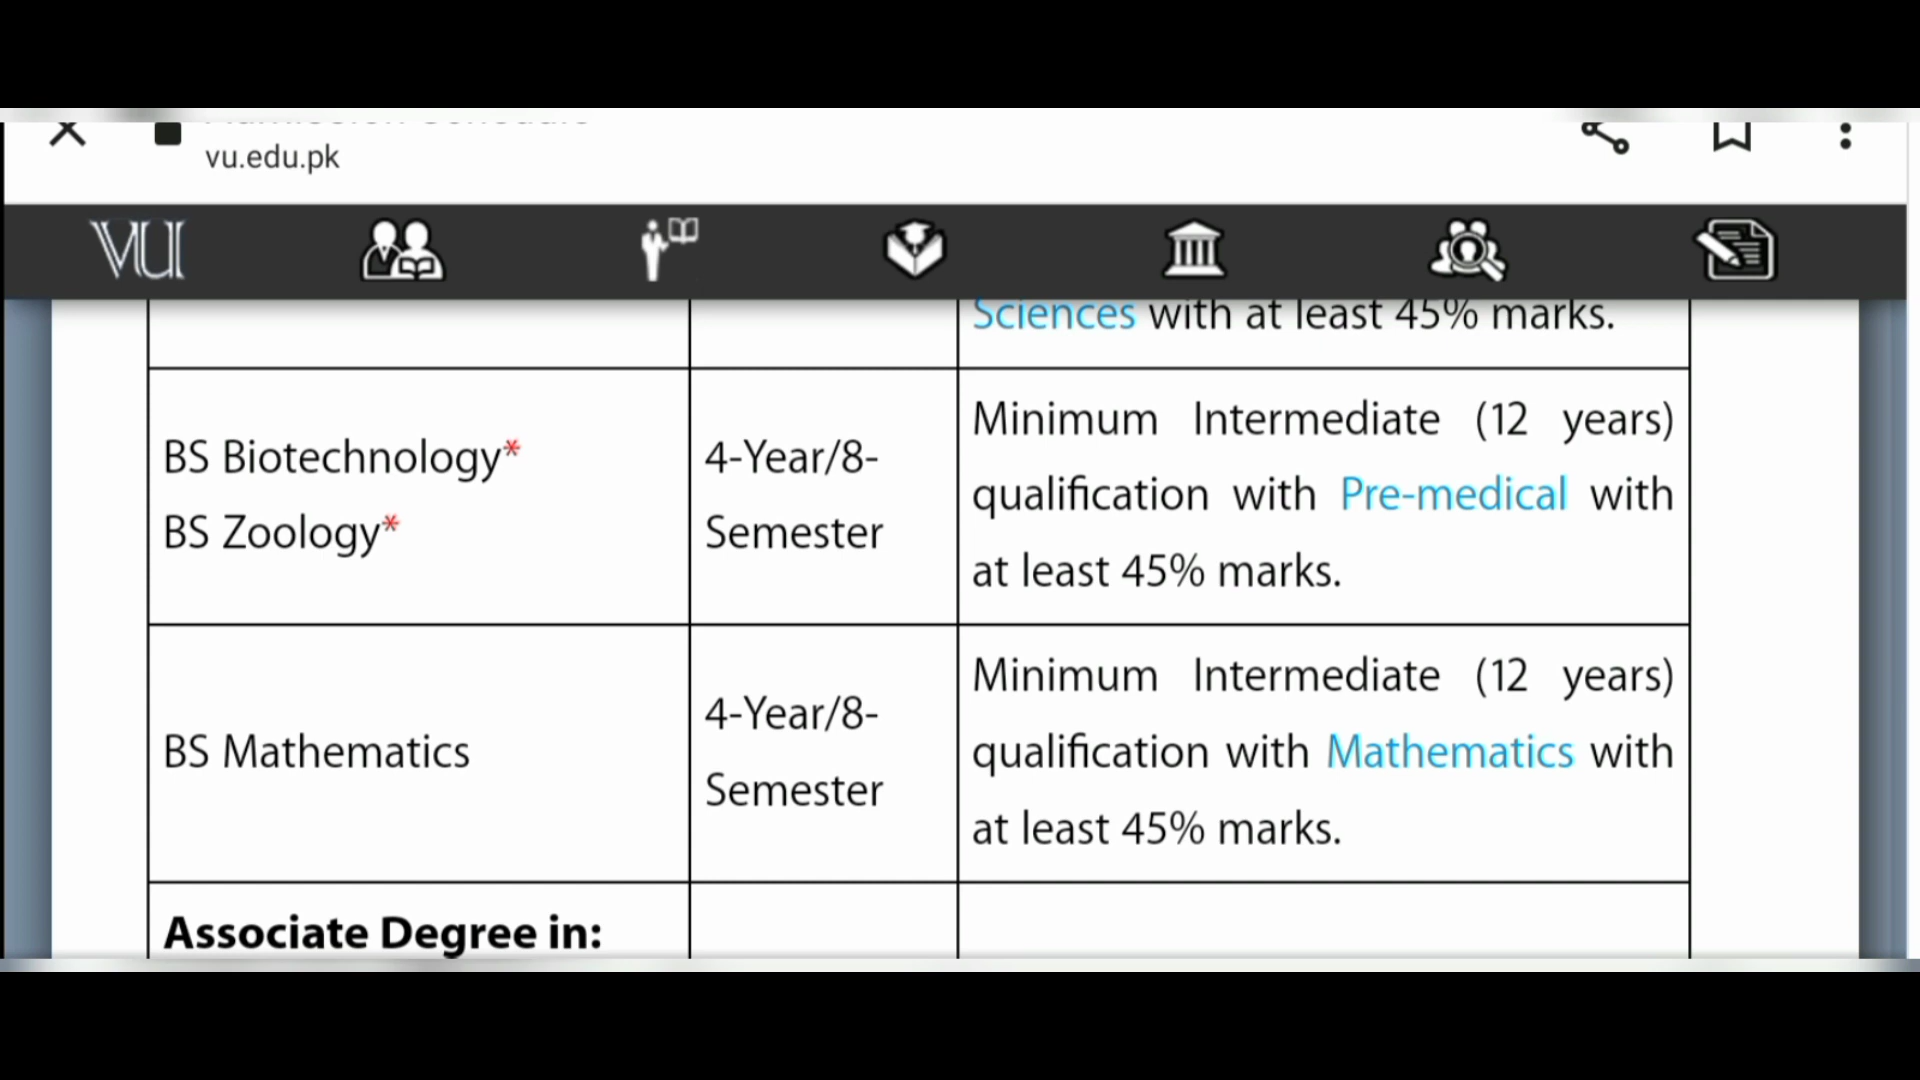 vu.edu.pk
VU
Sciences with at least 45% marks.
BS Biotechnology*
BS Zoology*
4-Year/8-
Semester
Minimum Intermediate (12 years)
qualification with Pre-medical with
at least 45% marks.
BS Mathematics
4-Year/8-
Semester
Minimum Intermediate (12 years)
qualification with Mathematics with
at least 45% marks.
Associate Degree in: